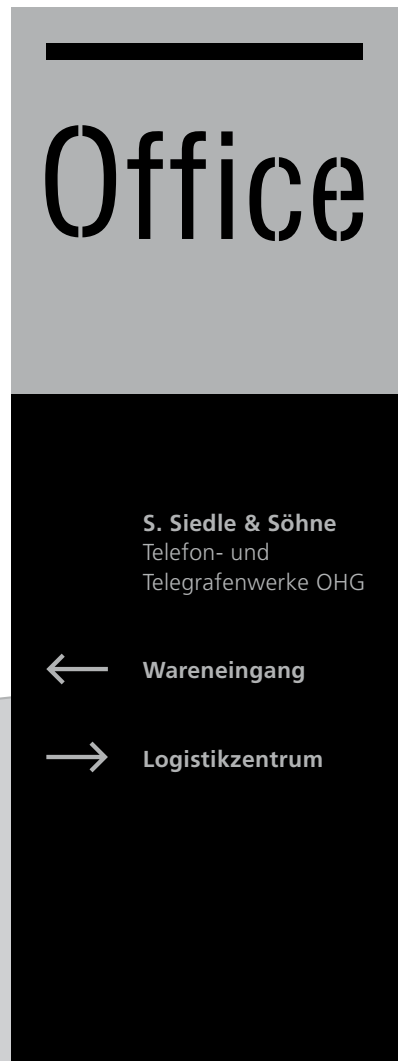 Office
S. Siedle & Söhne
Telefon- und
Telegrafenwerke OHG
← Wareneingang
→ Logistikzentrum